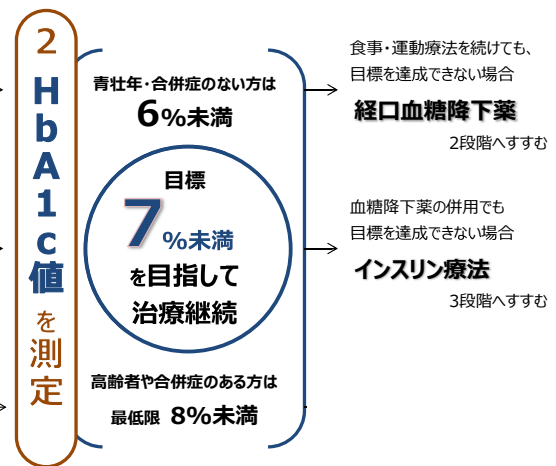 2
HbA1c値
を
測定
青壮年・合併症のない方は
6%未満
目標
7%未満
を目指して
治療継続
高齢者や合併症のある方は
最低限 8%未満
食事・運動療法を続けても、
目標を達成できない場合
経口血糖降下薬
2段階へすすむ
血糖降下薬の併用でも
目標を達成できない場合
インスリン療法
3段階へすすむ